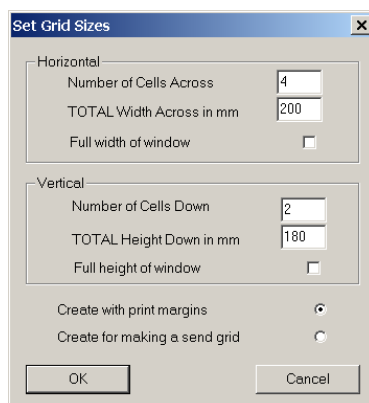 Set Grid Sizes
Horizontal
Number of Cells Across 4
TOTAL Width Across in mm 200
Full width of window
Vertical
Number of Cells Down 2
TOTAL Height Down in mm 180
Full height of window
Create with print margins
Create for making a send grid
OK Cancel